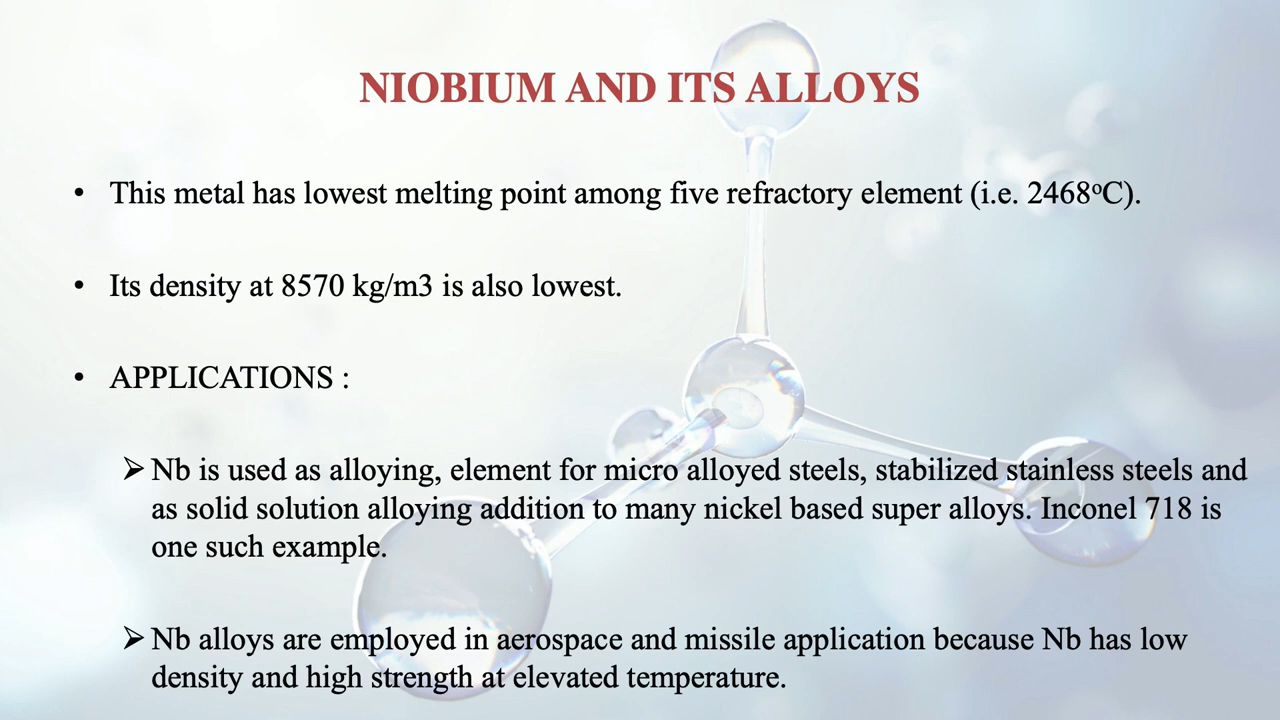 NIOBIUM AND ITS ALLOYS
• This metal has lowest melting point among five refractory element (i.e. 2468ºC).
• Its density at 8570 kg/m3 is also lowest.
• APPLICATIONS :
➢ Nb is used as alloying, element for micro alloyed steels, stabilized stainless steels and
as solid solution alloying addition to many nickel based super alloys. Inconel 718 is
one such example.
➢ Nb alloys are employed in aerospace and missile application because Nb has low
density and high strength at elevated temperature.